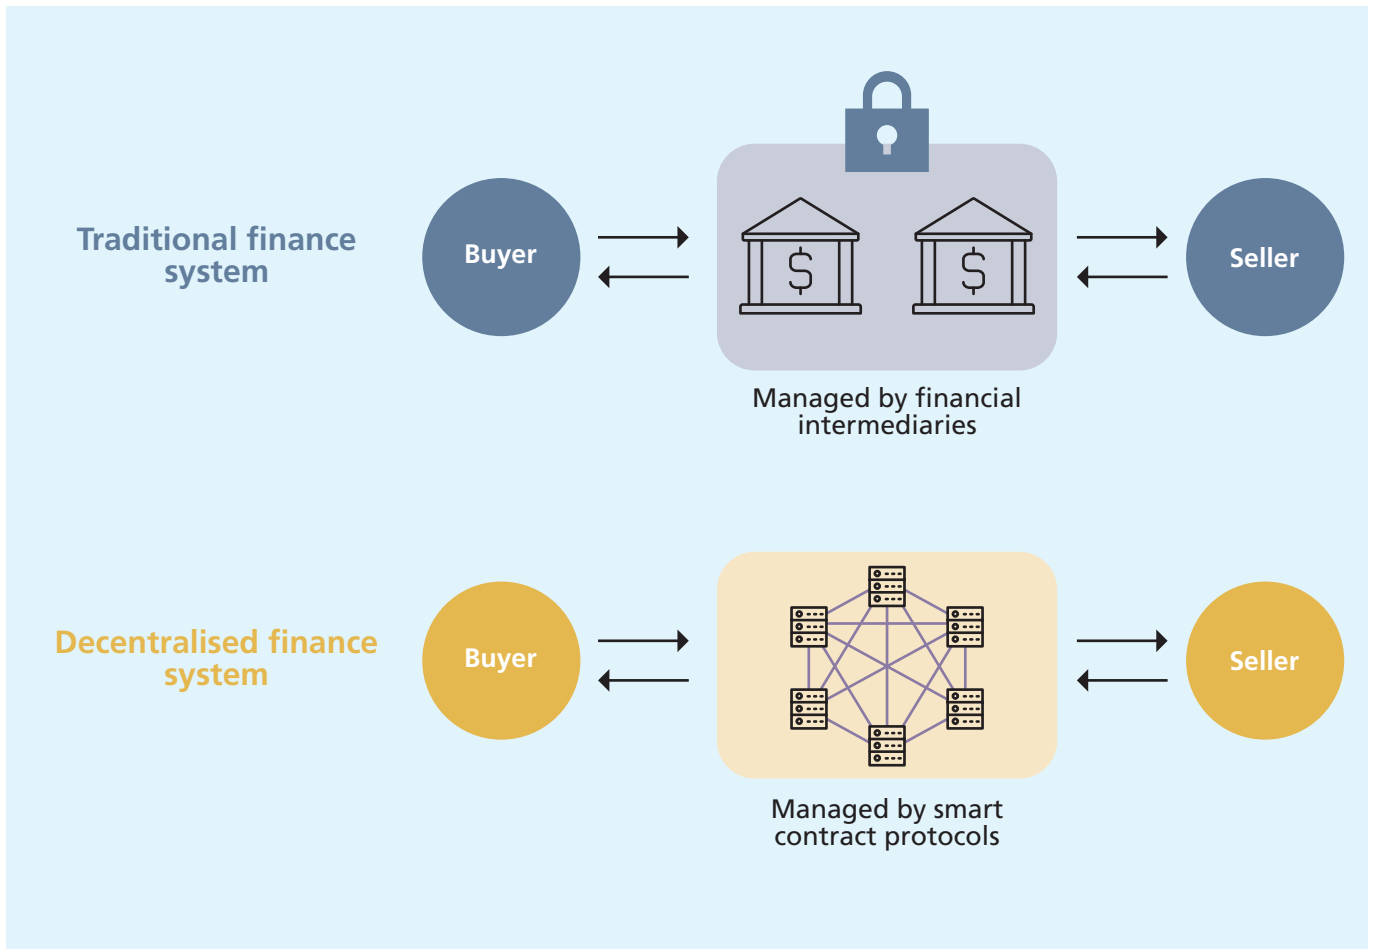 Traditional finance
system
Buyer
$
$
Seller
Managed by financial
intermediaries
Decentralised finance
system
Buyer
Seller
Managed by smart
contract protocols